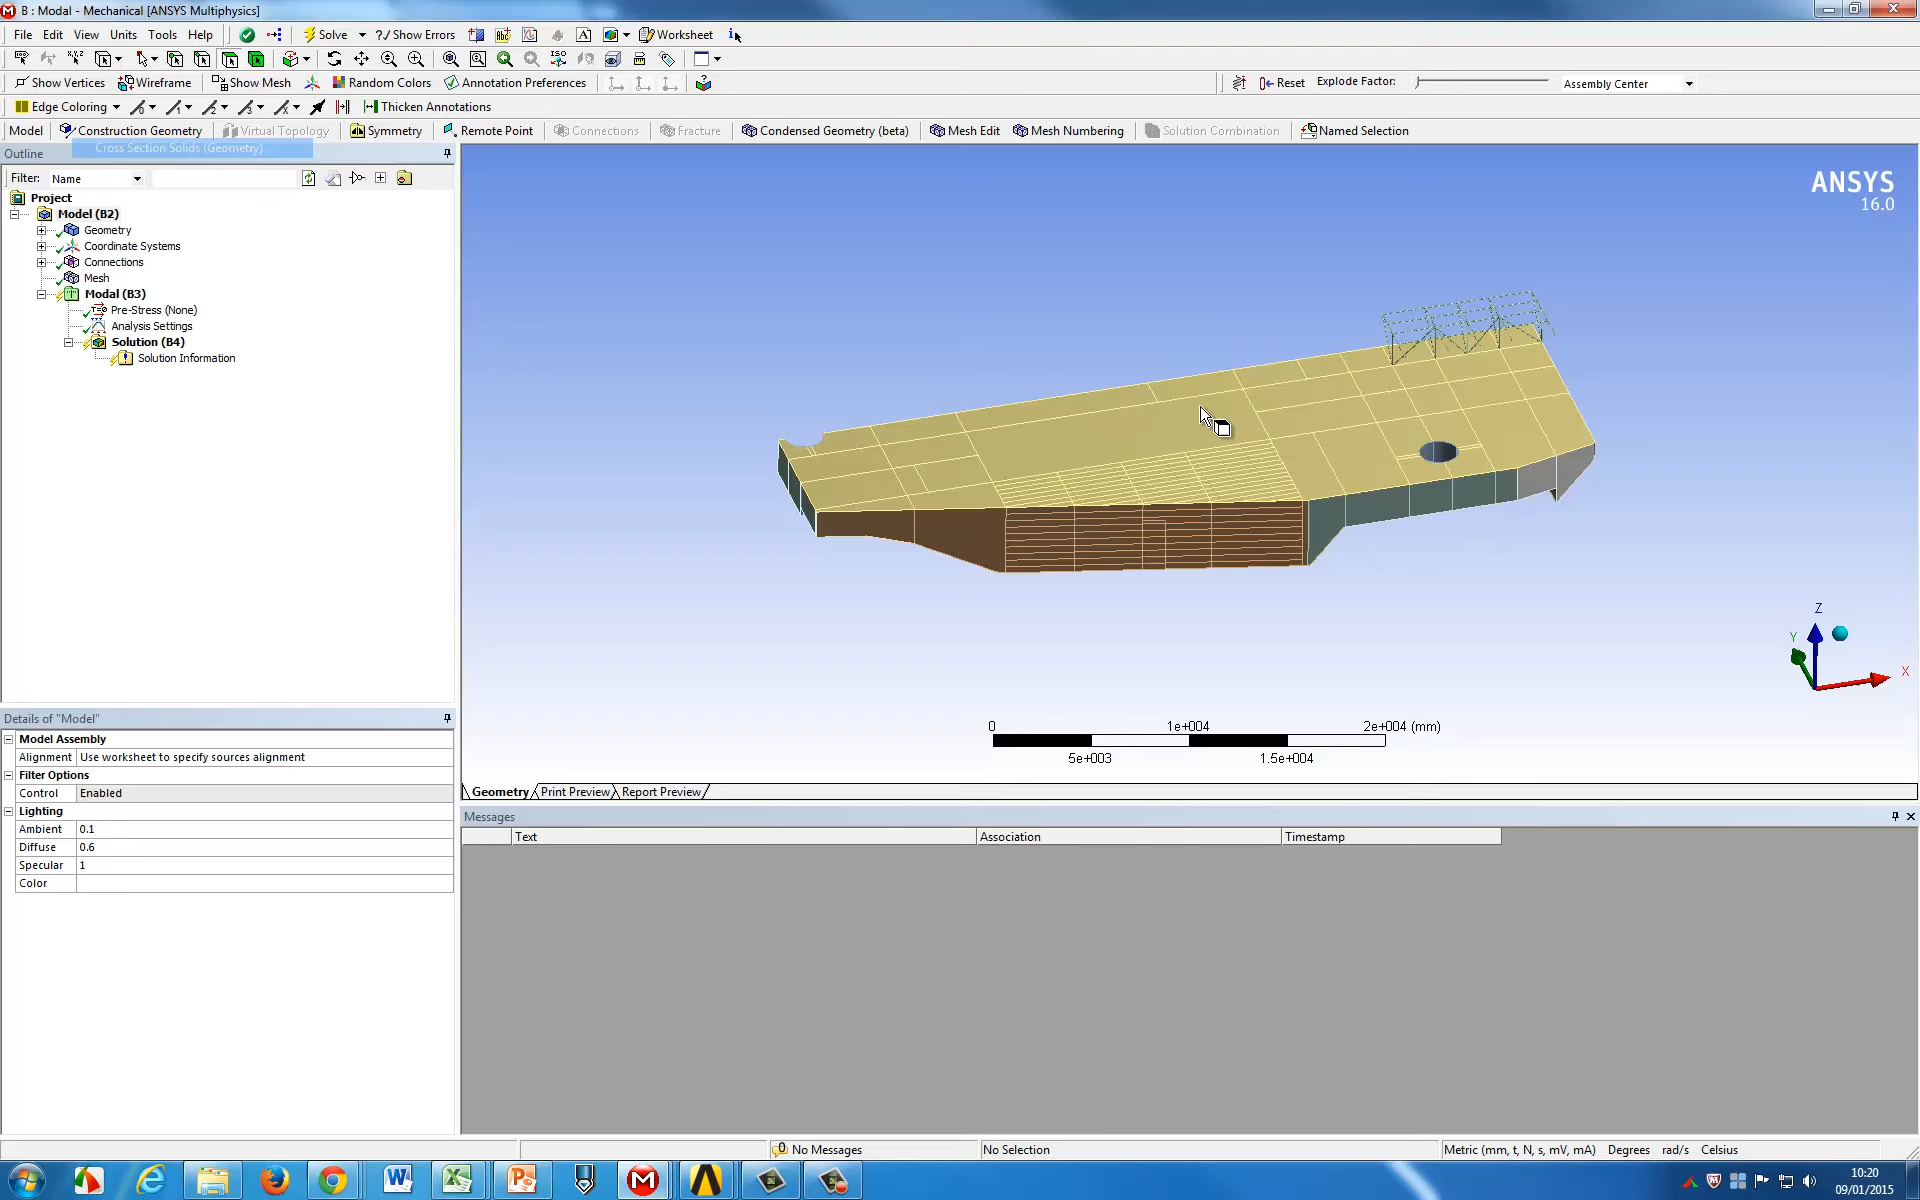 B : Modal - Mechanical [ANSYS Multiphysics]
File Edit View Units Tools Help Solve ?/ Show Errors Worksheet
Show Vertices Wireframe Show Mesh Random Colors Annotation Preferences Reset Explode Factor: Assembly Center
Edge Coloring Thicken Annotations
Model Construction Geometry Virtual Topology Symmetry Remote Point Connections Fracture Condensed Geometry (beta) Mesh Edit Mesh Numbering Solution Combination Named Selection
Cross Section Solids (Geometry)
Outline
Filter: Name
Project
Model (B2)
Geometry
Coordinate Systems
Connections
Mesh
Modal (B3)
Pre-Stress (None)
Analysis Settings
Solution (B4)
Solution Information
ANSYS
16.0
Z
Y
X
0 1e+004 2e+004 (mm)
5e+003 1.5e+004
Geometry Print Preview Report Preview
Details of "Model"
Model Assembly
Alignment Use worksheet to specify sources alignment
Filter Options
Control Enabled
Lighting
Ambient 0.1
Diffuse 0.6
Specular 1
Color
Messages
Text Association Timestamp
No Messages No Selection Metric (mm, t, N, s, mV, mA) Degrees rad/s Celsius
10:20
09/01/2015